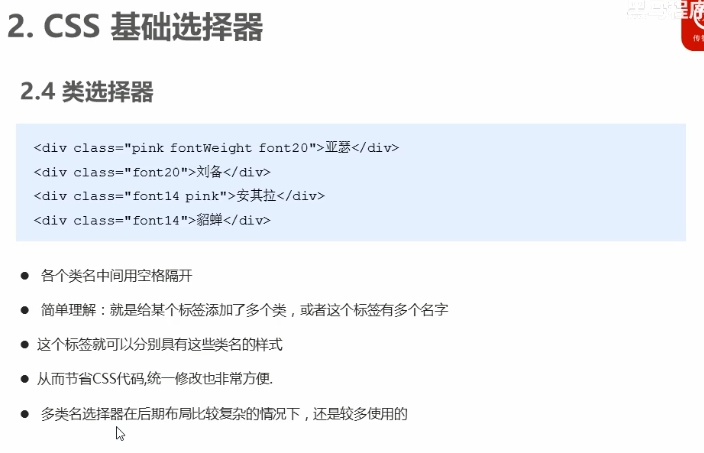 2. CSS 基础选择器
2.4 类选择器
<div class="pink fontWeight font20">亚瑟</div>
<div class="font20">刘备</div>
<div class="font14 pink">安其拉</div>
<div class="font14">貂蝉</div>
● 各个类名中间用空格隔开
● 简单理解：就是给某个标签添加了多个类，或者这个标签有多个名字
● 这个标签就可以分别具有这些类名的样式
● 从而节省CSS代码,统一修改也非常方便.
● 多类名选择器在后期布局比较复杂的情况下，还是较多使用的